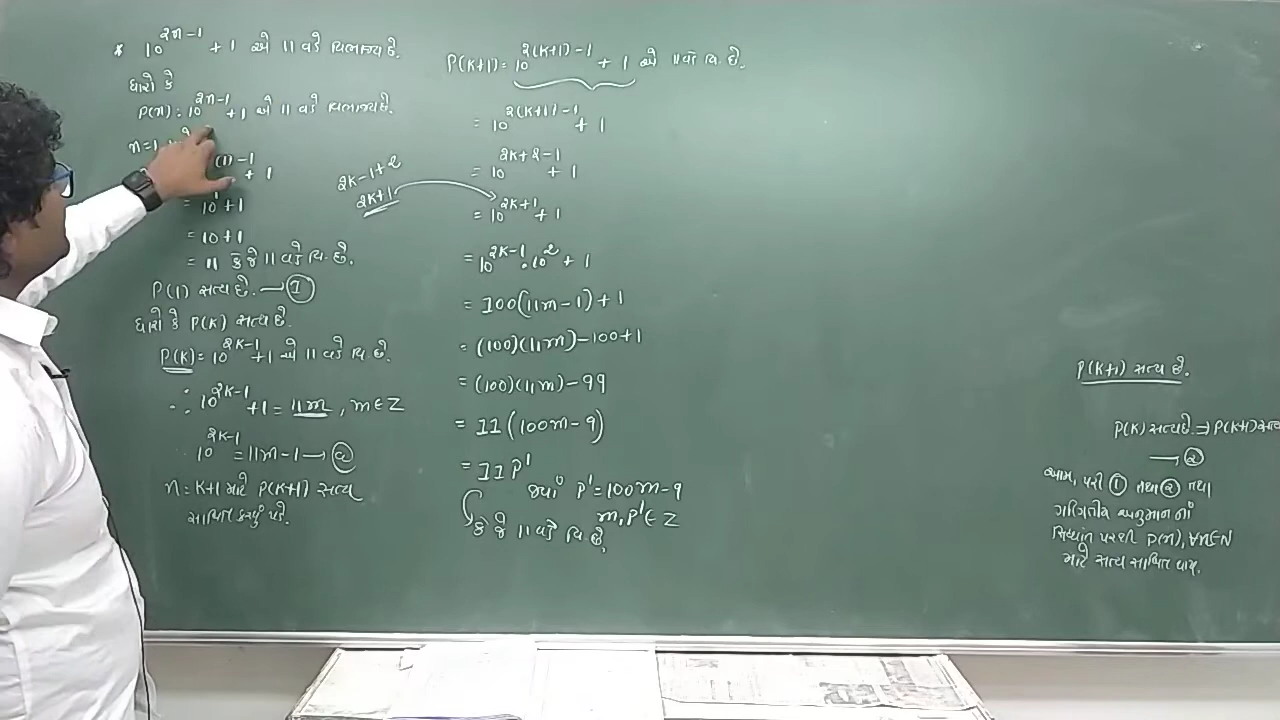 * 10^{2n-1} + 1 એ 11 વડે વિભાજ્ય છે.
ધારો કે
P(n) : 10^{2n-1} + 1 એ 11 વડે વિભાજ્ય છે.
n=1
(1)-1 + 1
= 10^1 + 1
= 10+1
= 11 કે જે 11 વડે વિ. છે.
P(1) સત્ય છે. — ①
ધારો કે P(K) સત્ય છે.
P(K) = 10^{2K-1} + 1 એ 11 વડે વિ. છે.
∴ 10^{2K-1} + 1 = 11m, m∈Z
10^{2K-1} = 11m-1 —
n = K+1 માટે P(K+1) સત્ય
સાબિત કરવું પડે.
2K-1+2
2K+1
P(K+1) = 10^{2(K+1)-1} + 1 એ 11 વડે વિ. છે.
= 10^{2(K+1)-1} + 1
= 10^{2K+2-1} + 1
= 10^{2K+1} + 1
= 10^{2K-1} · 10^2 + 1
= 100(11m-1)+1
= (100)(11m)-100+1
= (100)(11m)-99
= 11(100m-9)
= 11P'
જ્યાં P'=100m-9
m,P'∈Z
કે જે 11 વડે વિ. છે.
P(K+1) સત્ય છે.
P(K) સત્ય છે ⇒ P(K+1) સત્ય
— ②
આમ, પરી ① તથા ② તથા
ગાણિતીક અનુમાન નાં
સિધ્ધાંત પરથી P(n), ∀n∈N
માટે સત્ય સાબિત થાય.